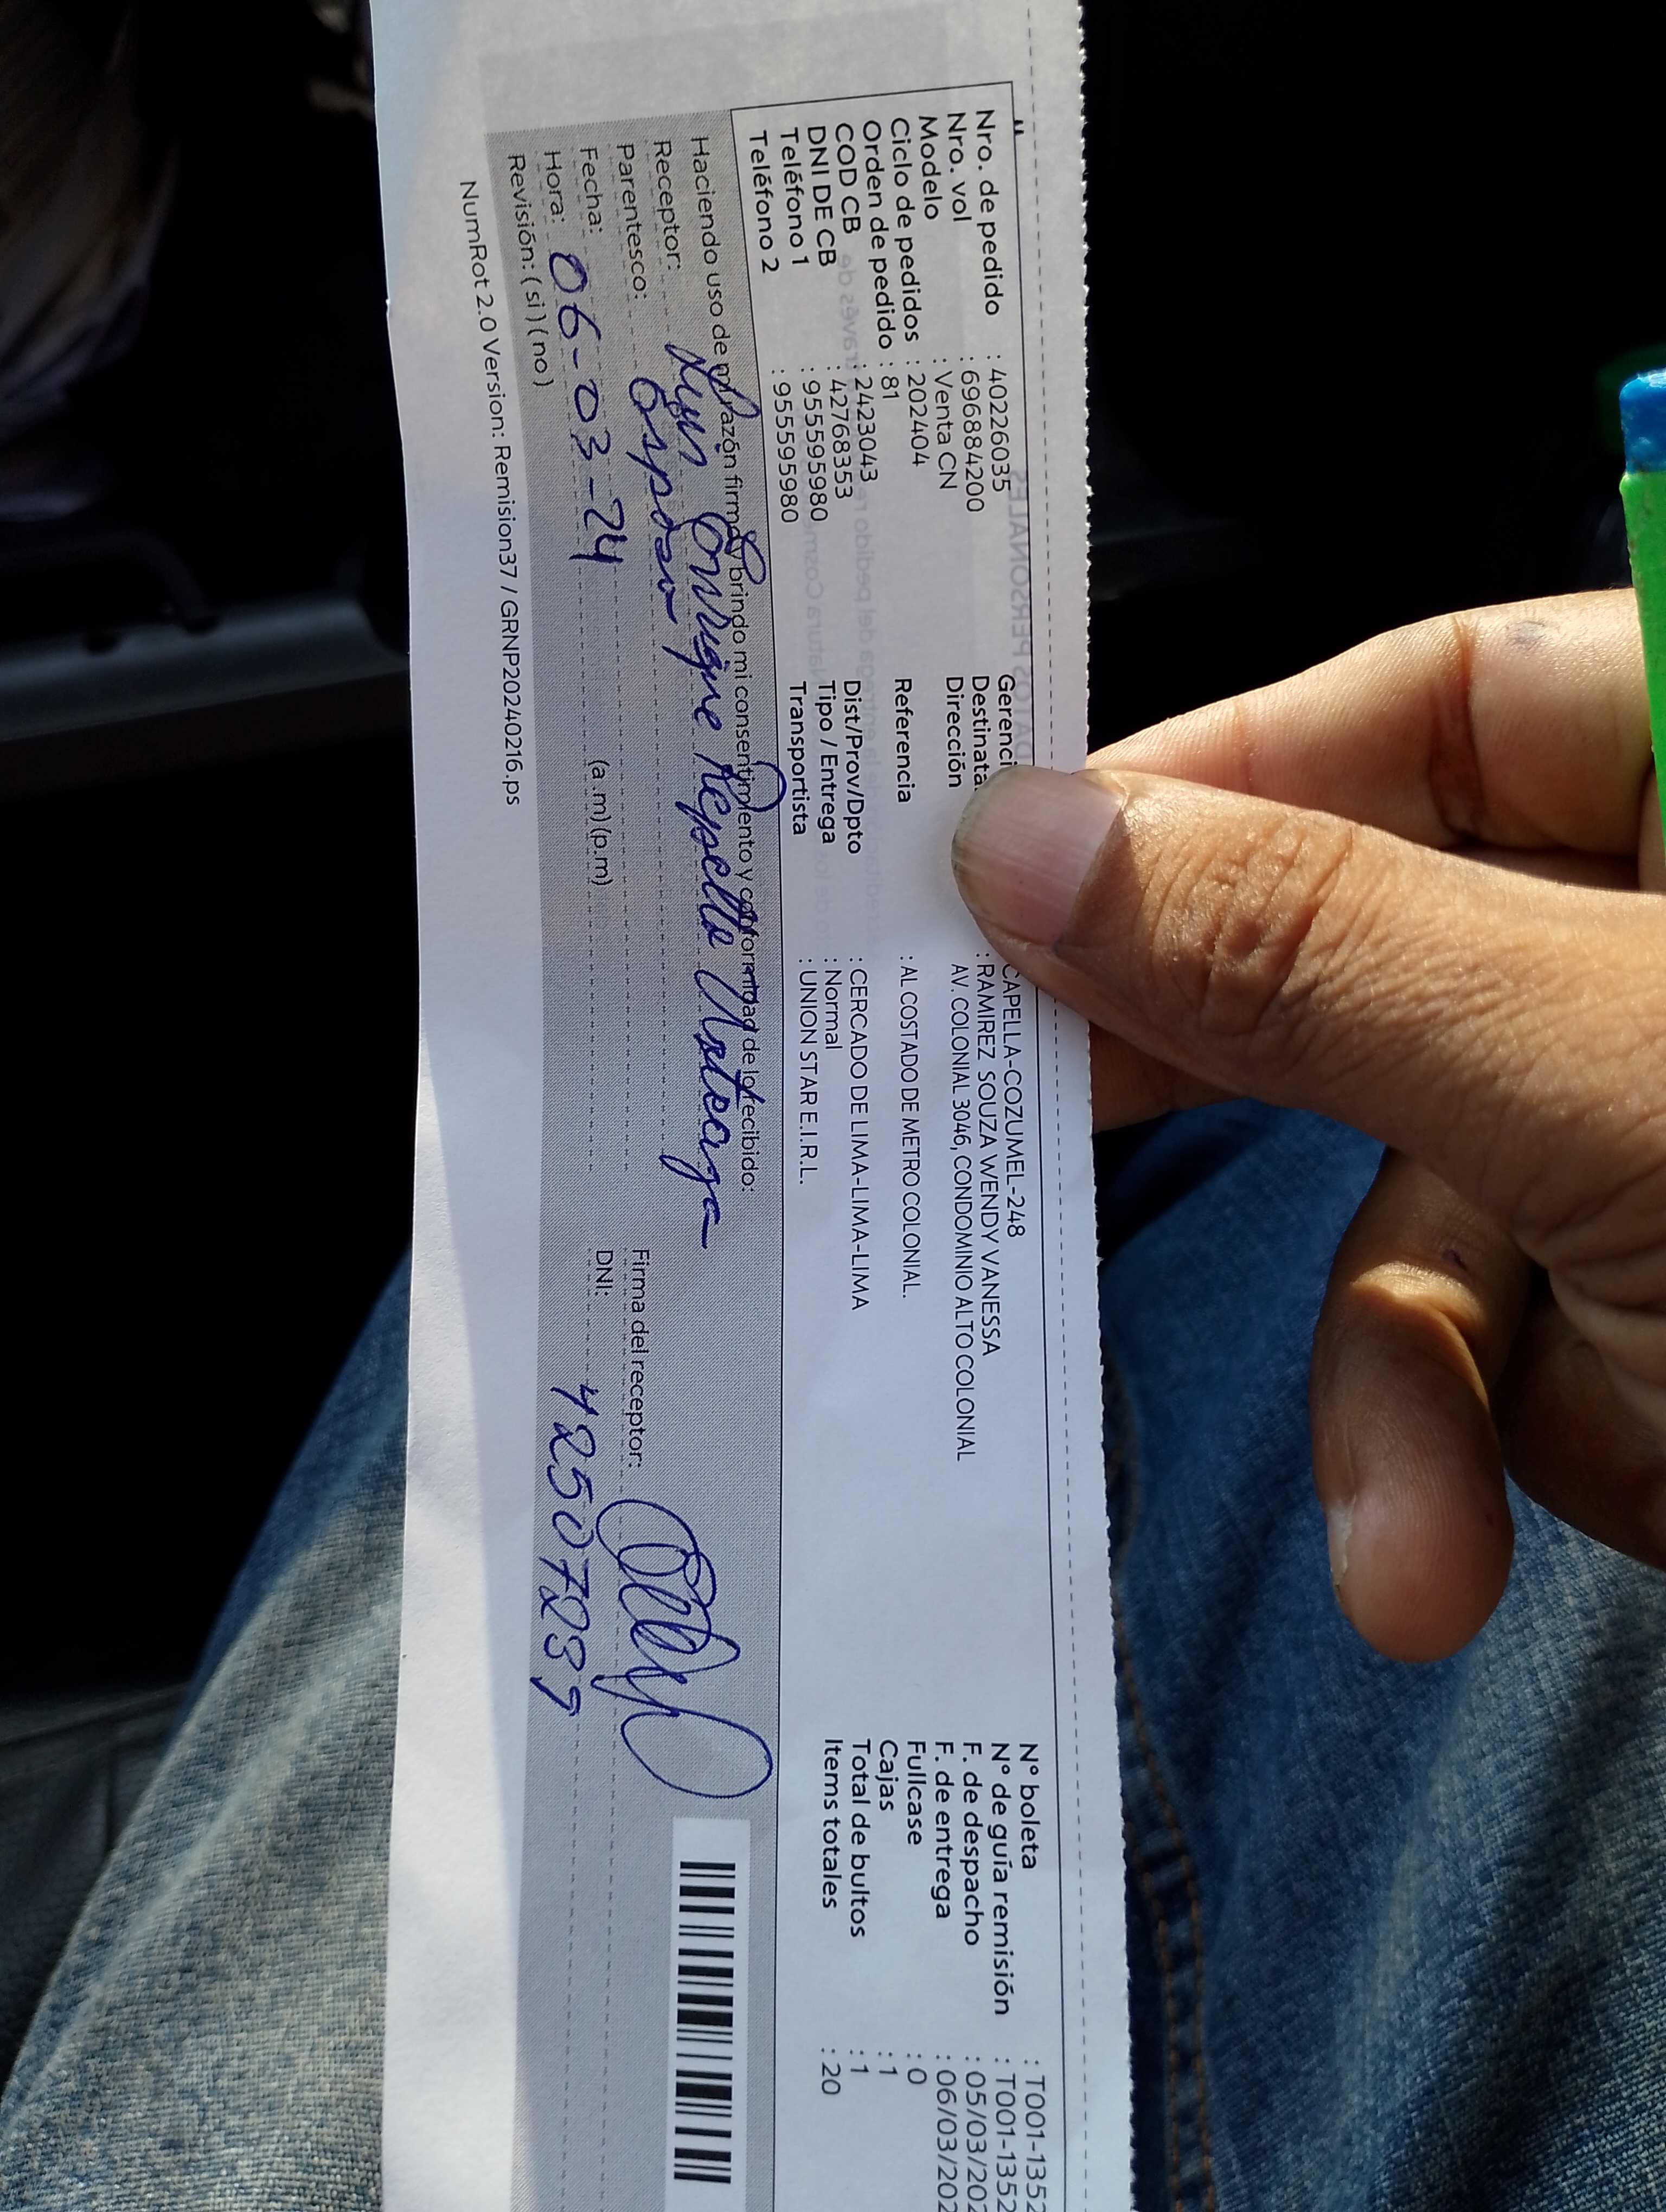 Nro. de pedido : 40226035
Nro. vol : 696884200
Modelo : Venta CN
Ciclo de pedidos : 202404
Orden de pedido : 81
COD CB : 2423043
DNI DE CB : 42768353
Teléfono 1 : 955595980
Teléfono 2 : 955595980
Gerenci CAPELLA-COZUMEL-248
Destinata : RAMIREZ SOUZA WENDY VANESSA
Dirección AV. COLONIAL 3046, CONDOMINIO ALTO COLONIAL
Referencia : AL COSTADO DE METRO COLONIAL.
Dist/Prov/Dpto : CERCADO DE LIMA-LIMA-LIMA
Tipo / Entrega : Normal
Transportista : UNION STAR E.I.R.L.
N° boleta : T001-1352
N° de guía remisión : T001-1352
F. de despacho : 05/03/202
F. de entrega : 06/03/202
Fullcase : 0
Cajas : 1
Total de bultos : 1
Items totales : 20
Haciendo uso de mi razón firmo y brindo mi consentimiento y conformidad de lo recibido:
Receptor: Luis Enrique
Parentesco: Esposo
Fecha: 06-03-24
Hora: (a.m)(p.m)
Revisión: (si)(no)
Firma del receptor:
DNI: 42507239
NumRot 2.0 Version: Remision37 / GRNP20240216.ps